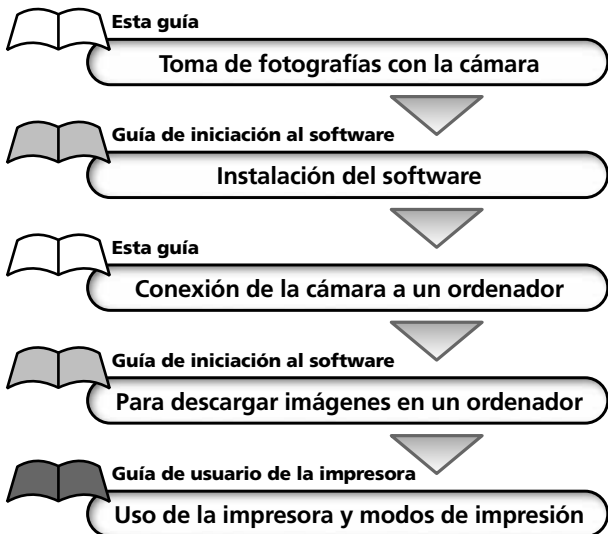 Esta guía
Toma de fotografías con la cámara
Guía de iniciación al software
Instalación del software
Esta guía
Conexión de la cámara a un ordenador
Guía de iniciación al software
Para descargar imágenes en un ordenador
Guía de usuario de la impresora
Uso de la impresora y modos de impresión